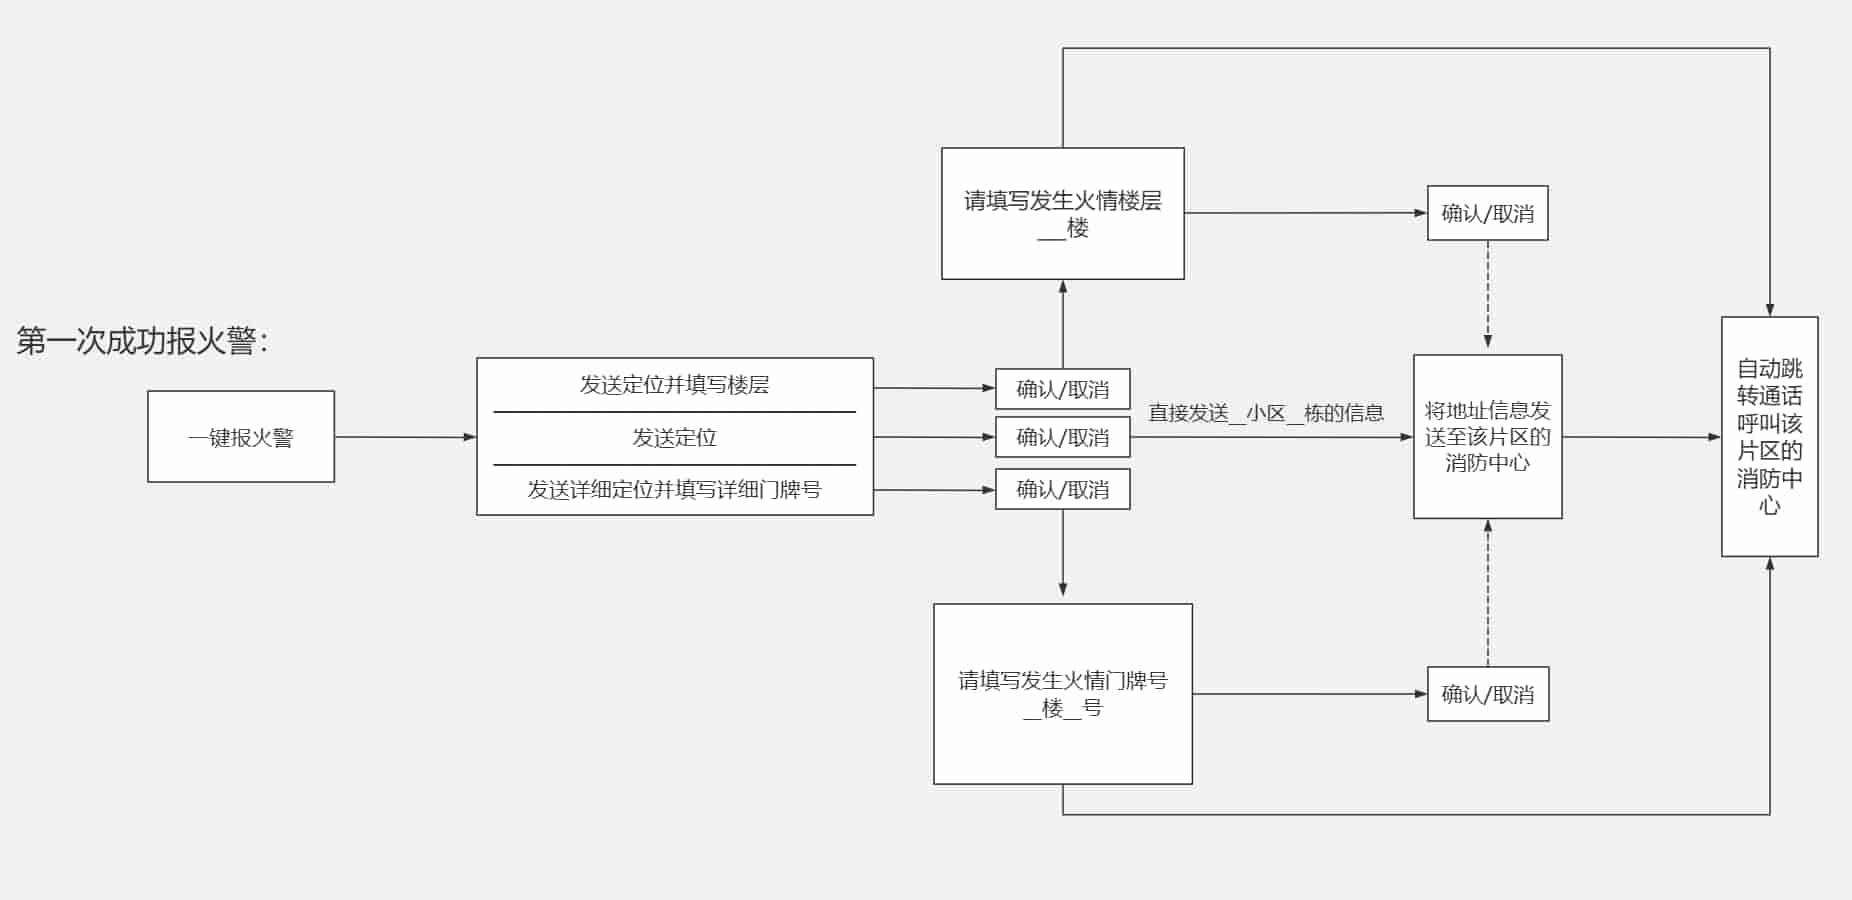 第一次成功报火警：
一键报火警
发送定位并填写楼层
发送定位
发送详细定位并填写详细门牌号
确认/取消
确认/取消
确认/取消
请填写发生火情楼层
__楼
直接发送__小区__栋的信息
请填写发生火情门牌号
__楼__号
确认/取消
将地址信息发
送至该片区的
消防中心
确认/取消
自动跳
转通话
呼叫该
片区的
消防中
心